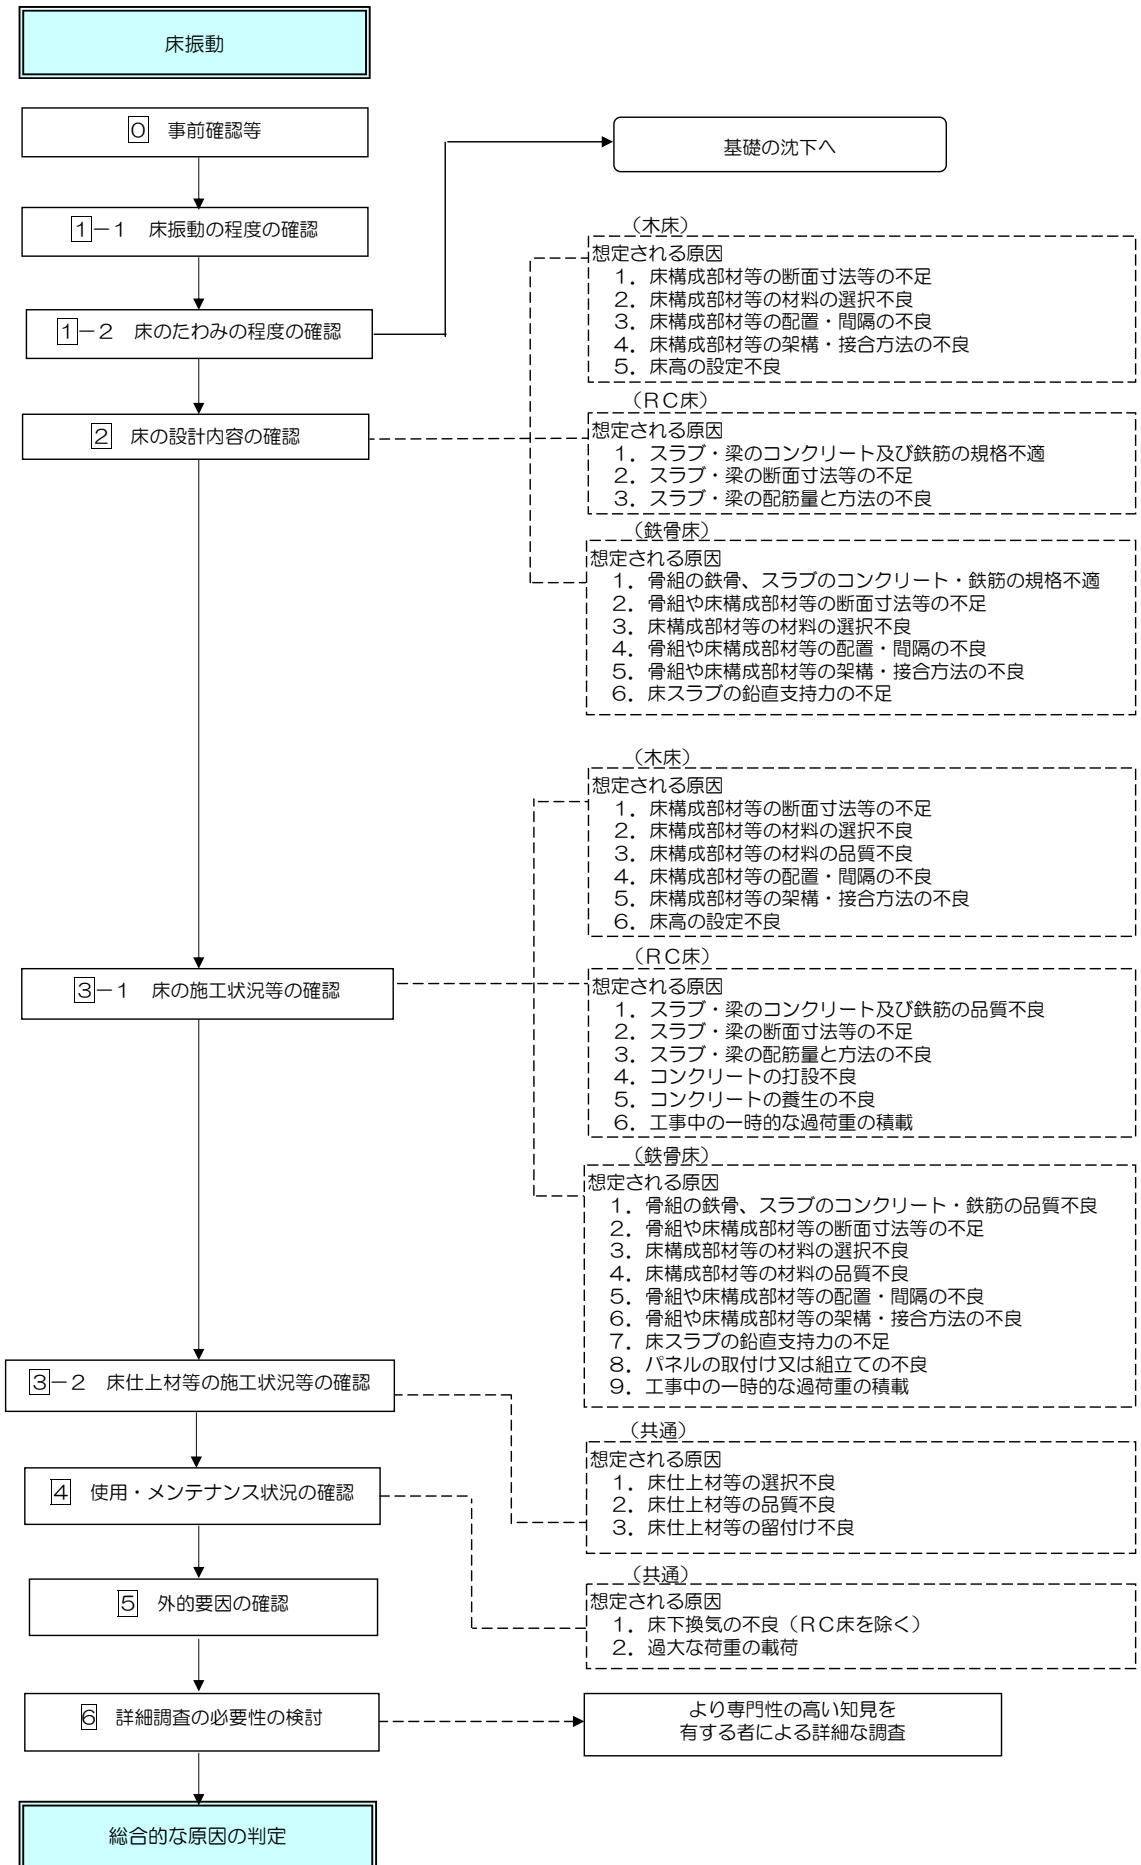 床振動
0　事前確認等
基礎の沈下へ
1－１　床振動の程度の確認
1－２　床のたわみの程度の確認
2　床の設計内容の確認
（木床）
想定される原因
１．床構成部材等の断面寸法等の不足
２．床構成部材等の材料の選択不良
３．床構成部材等の配置・間隔の不良
４．床構成部材等の架構・接合方法の不良
５．床高の設定不良
（ＲＣ床）
想定される原因
１．スラブ・梁のコンクリート及び鉄筋の規格不適
２．スラブ・梁の断面寸法等の不足
３．スラブ・梁の配筋量と方法の不良
（鉄骨床）
想定される原因
１．骨組の鉄骨、スラブのコンクリート・鉄筋の規格不適
２．骨組や床構成部材等の断面寸法等の不足
３．床構成部材等の材料の選択不良
４．骨組や床構成部材等の配置・間隔の不良
５．骨組や床構成部材等の架構・接合方法の不良
６．床スラブの鉛直支持力の不足
3－１　床の施工状況等の確認
（木床）
想定される原因
１．床構成部材等の断面寸法等の不足
２．床構成部材等の材料の選択不良
３．床構成部材等の材料の品質不良
４．床構成部材等の配置・間隔の不良
５．床構成部材等の架構・接合方法の不良
６．床高の設定不良
（ＲＣ床）
想定される原因
１．スラブ・梁のコンクリート及び鉄筋の品質不良
２．スラブ・梁の断面寸法等の不足
３．スラブ・梁の配筋量と方法の不良
４．コンクリートの打設不良
５．コンクリートの養生の不良
６．工事中の一時的な過荷重の積載
（鉄骨床）
想定される原因
１．骨組の鉄骨、スラブのコンクリート・鉄筋の品質不良
２．骨組や床構成部材等の断面寸法等の不足
３．床構成部材等の材料の選択不良
４．床構成部材等の材料の品質不良
５．骨組や床構成部材等の配置・間隔の不良
６．骨組や床構成部材等の架構・接合方法の不良
７．床スラブの鉛直支持力の不足
８．パネルの取付け又は組立ての不良
９．工事中の一時的な過荷重の積載
3－２　床仕上材等の施工状況等の確認
（共通）
想定される原因
１．床仕上材等の選択不良
２．床仕上材等の品質不良
３．床仕上材等の留付け不良
4　使用・メンテナンス状況の確認
（共通）
想定される原因
１．床下換気の不良（ＲＣ床を除く）
２．過大な荷重の載荷
5　外的要因の確認
6　詳細調査の必要性の検討
より専門性の高い知見を
有する者による詳細な調査
総合的な原因の判定